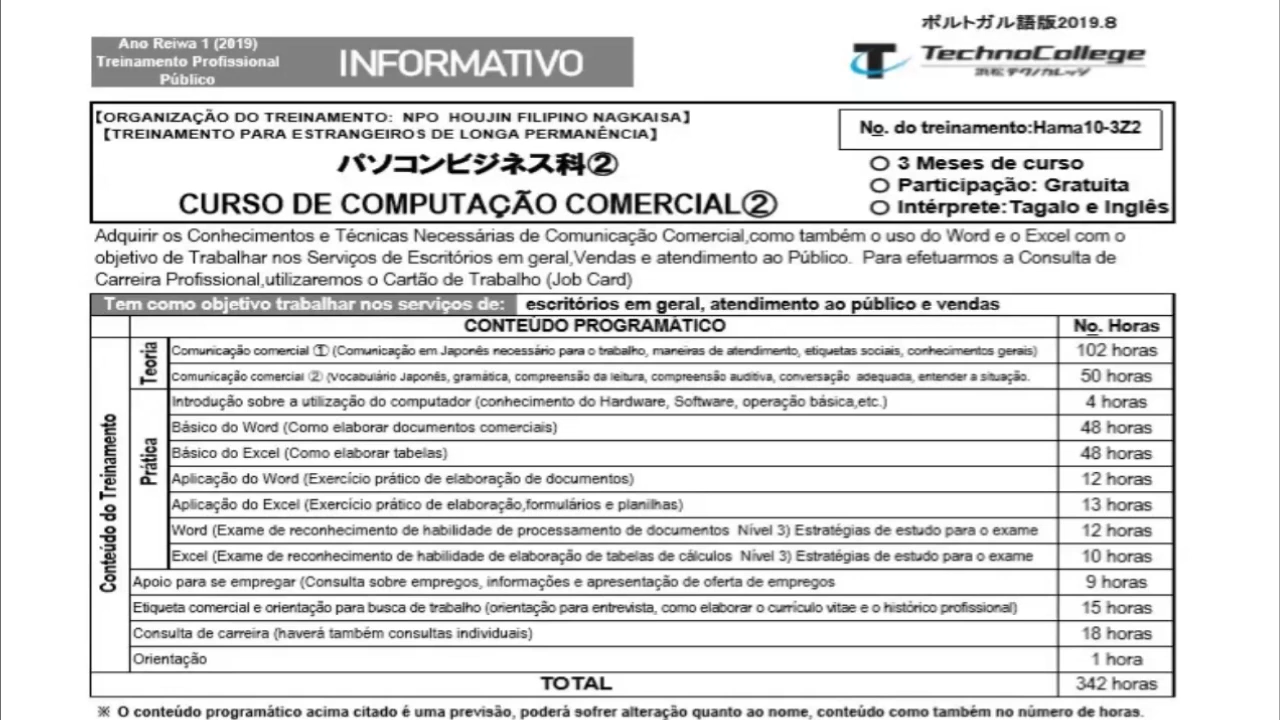 ポルトガル語版2019.8
Ano Reiwa 1 (2019)
Treinamento Profissional
Público
INFORMATIVO
TechnoCollege
浜松テクノカレッジ
【ORGANIZAÇÃO DO TREINAMENTO: NPO HOUJIN FILIPINO NAGKAISA】
【TREINAMENTO PARA ESTRANGEIROS DE LONGA PERMANÊNCIA】
パソコンビジネス科②
CURSO DE COMPUTAÇÃO COMERCIAL②
No. do treinamento:Hama10-3Z2
○ 3 Meses de curso
○ Participação: Gratuita
○ Intérprete:Tagalo e Inglês
Adquirir os Conhecimentos e Técnicas Necessárias de Comunicação Comercial,como também o uso do Word e o Excel com o
objetivo de Trabalhar nos Serviços de Escritórios em geral,Vendas e atendimento ao Público. Para efetuarmos a Consulta de
Carreira Profissional,utilizaremos o Cartão de Trabalho (Job Card)
Tem como objetivo trabalhar nos serviços de: escritórios em geral, atendimento ao público e vendas
CONTEÚDO PROGRAMÁTICO No. Horas
Conteúdo do Treinamento
Teoria
Comunicação comercial ① (Comunicação em Japonês necessário para o trabalho, maneiras de atendimento, etiquetas sociais, conhecimentos gerais) 102 horas
Comunicação comercial ② (Vocabulário Japonês, gramática, compreensão da leitura, compreensão auditiva, conversação adequada, entender a situação. 50 horas
Prática
Introdução sobre a utilização do computador (conhecimento do Hardware, Software, operação básica,etc.) 4 horas
Básico do Word (Como elaborar documentos comerciais) 48 horas
Básico do Excel (Como elaborar tabelas) 48 horas
Aplicação do Word (Exercício prático de elaboração de documentos) 12 horas
Aplicação do Excel (Exercício prático de elaboração,formulários e planilhas) 13 horas
Word (Exame de reconhecimento de habilidade de processamento de documentos Nível 3) Estratégias de estudo para o exame 12 horas
Excel (Exame de reconhecimento de habilidade de elaboração de tabelas de cálculos Nível 3) Estratégias de estudo para o exame 10 horas
Apoio para se empregar (Consulta sobre empregos, informações e apresentação de oferta de empregos 9 horas
Etiqueta comercial e orientação para busca de trabalho (orientação para entrevista, como elaborar o currículo vitae e o histórico profissional) 15 horas
Consulta de carreira (haverá também consultas individuais) 18 horas
Orientação 1 hora
TOTAL 342 horas
※ O conteúdo programático acima citado é uma previsão, poderá sofrer alteração quanto ao nome, conteúdo como também no número de horas.